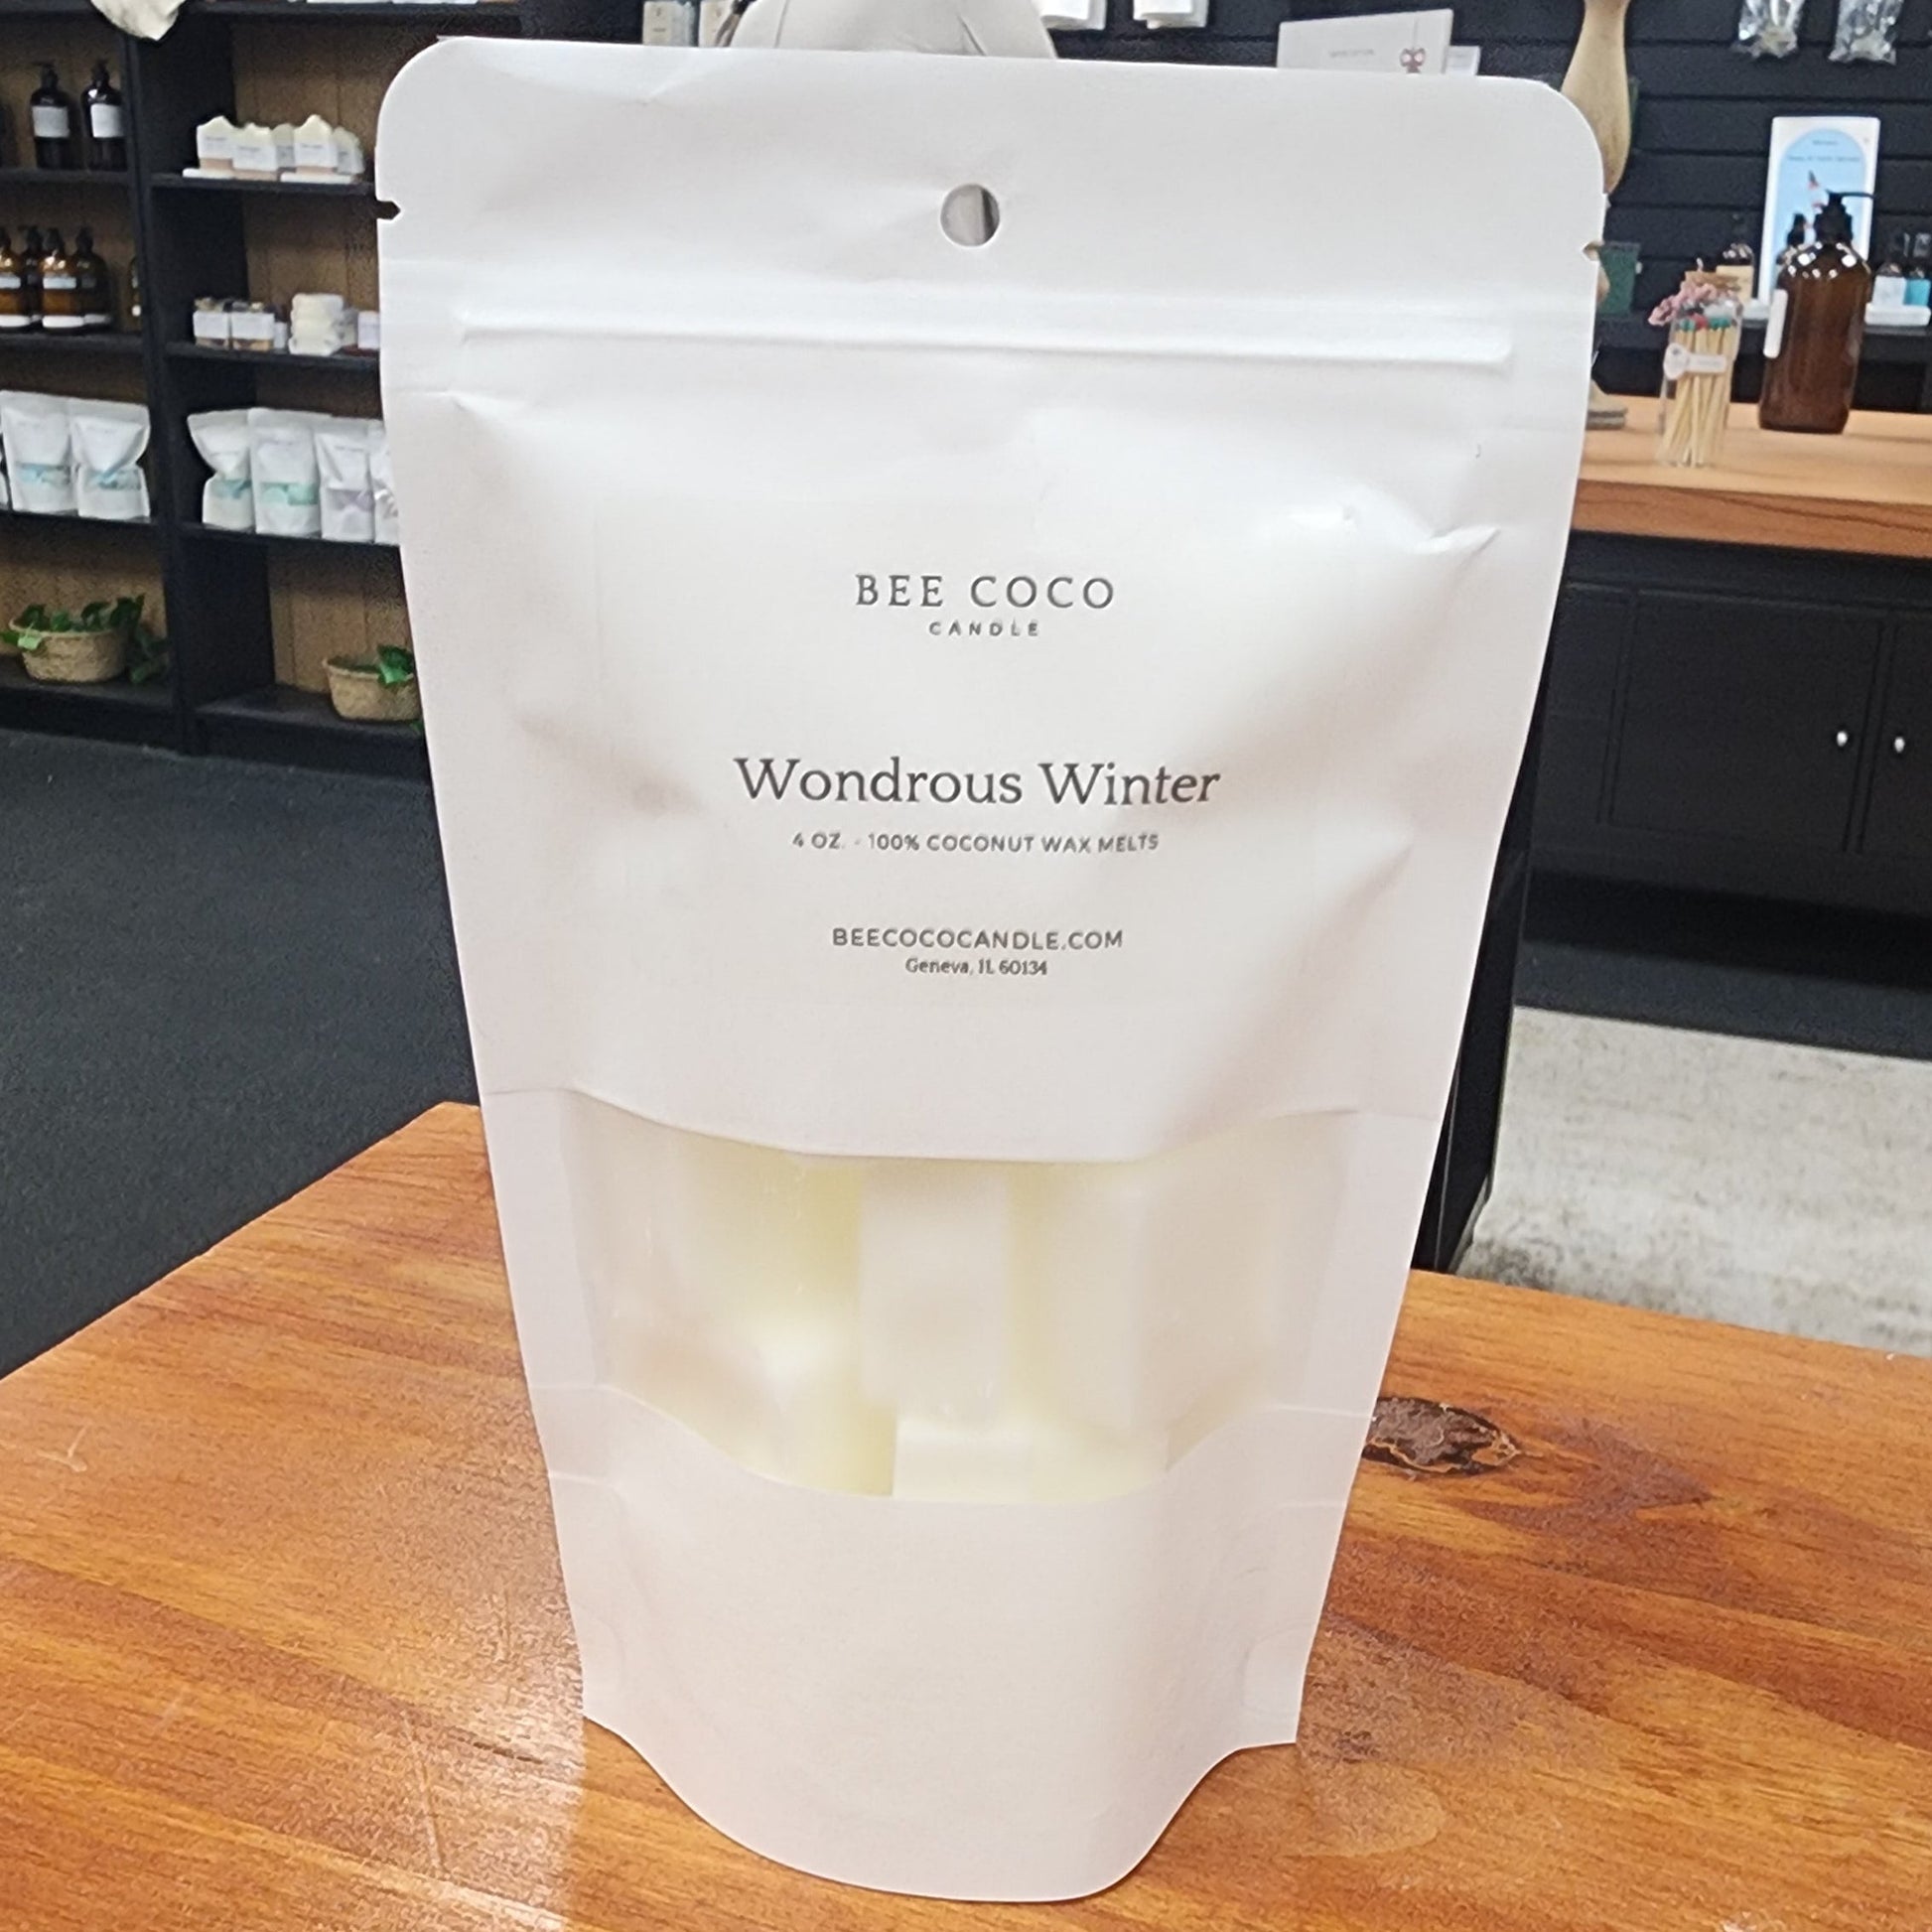 BEE COCO
CANDLE
Wondrous Winter
4 OZ. - 100% COCONUT WAX MELTS
BEECOCOCANDLE.COM
Geneva, IL 60134